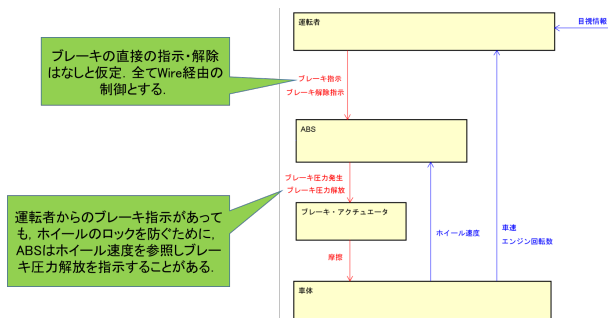 運転者
目視情報
ブレーキの直接の指示・解除
はなしと仮定．全てWire経由の
制御とする．
ブレーキ指示
ブレーキ解除指示
ABS
ブレーキ圧力発生
ブレーキ圧力解放
運転者からのブレーキ指示があって
も，ホイールのロックを防ぐために，
ABSはホイール速度を参照しブレー
キ圧力解放を指示することがある．
ブレーキ・アクチュエータ
ホイール速度
車速
エンジン回転数
摩擦
車体